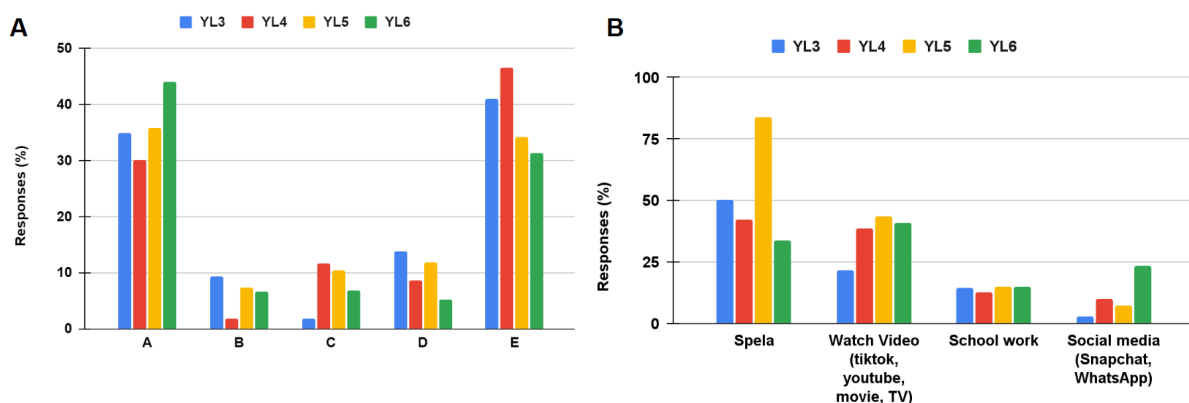 A
YL3 YL4 YL5 YL6
Responses (%)
50
40
30
20
10
0
A B C D E
B
YL3 YL4 YL5 YL6
Responses (%)
100
75
50
25
0
Spela
Watch Video
(tiktok,
youtube,
movie, TV)
School work
Social media
(Snapchat,
WhatsApp)